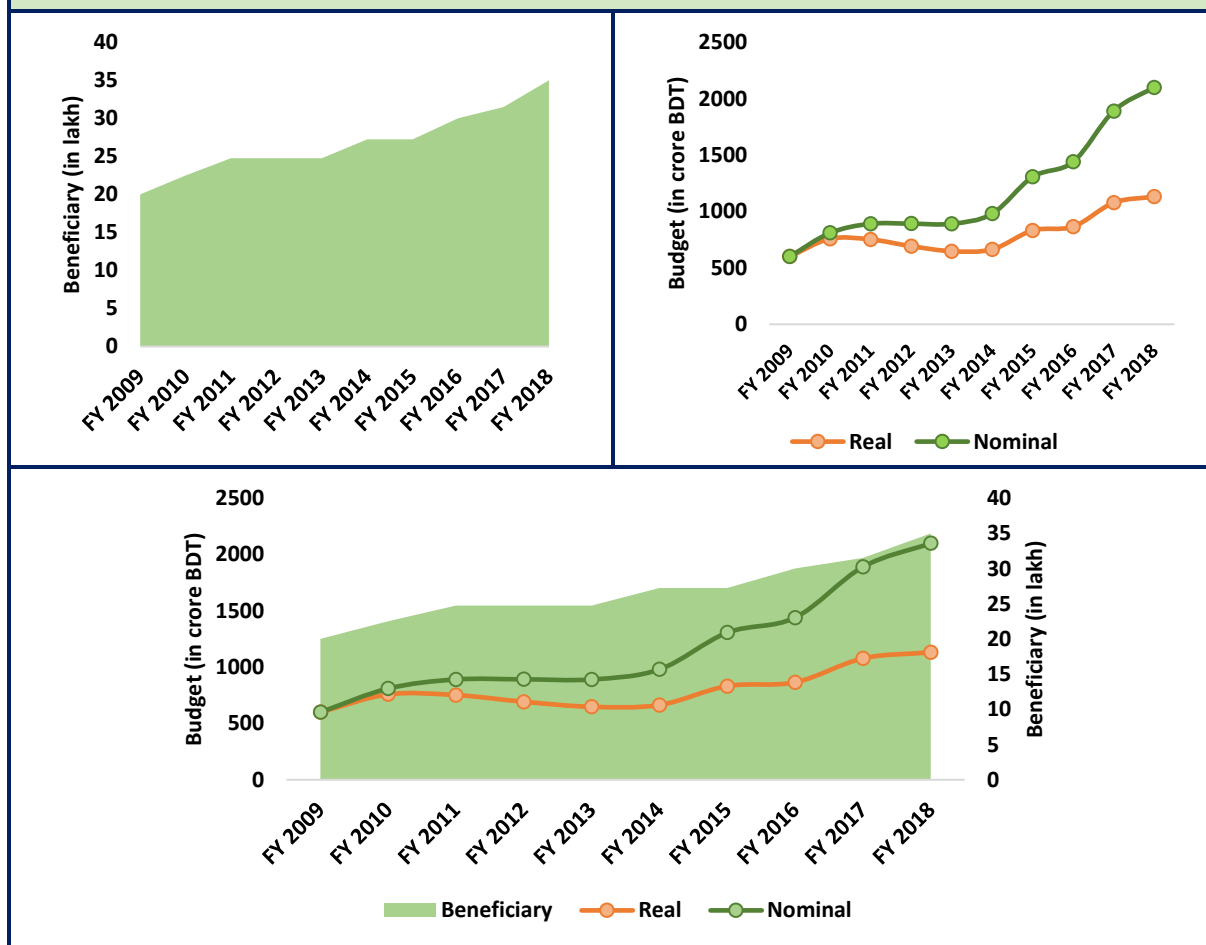 40
35
30
25
20
15
10
5
0
Beneficiary (in lakh)
FY 2009
FY 2010
FY 2011
FY 2012
FY 2013
FY 2014
FY 2015
FY 2016
FY 2017
FY 2018
2500
2000
1500
1000
500
0
Budget (in crore BDT)
FY 2009
FY 2010
FY 2011
FY 2012
FY 2013
FY 2014
FY 2015
FY 2016
FY 2017
FY 2018
Real Nominal
2500
2000
1500
1000
500
0
Budget (in crore BDT)
40
35
30
25
20
15
10
5
0
Beneficiary (in lakh)
FY 2009
FY 2010
FY 2011
FY 2012
FY 2013
FY 2014
FY 2015
FY 2016
FY 2017
FY 2018
Beneficiary Real Nominal